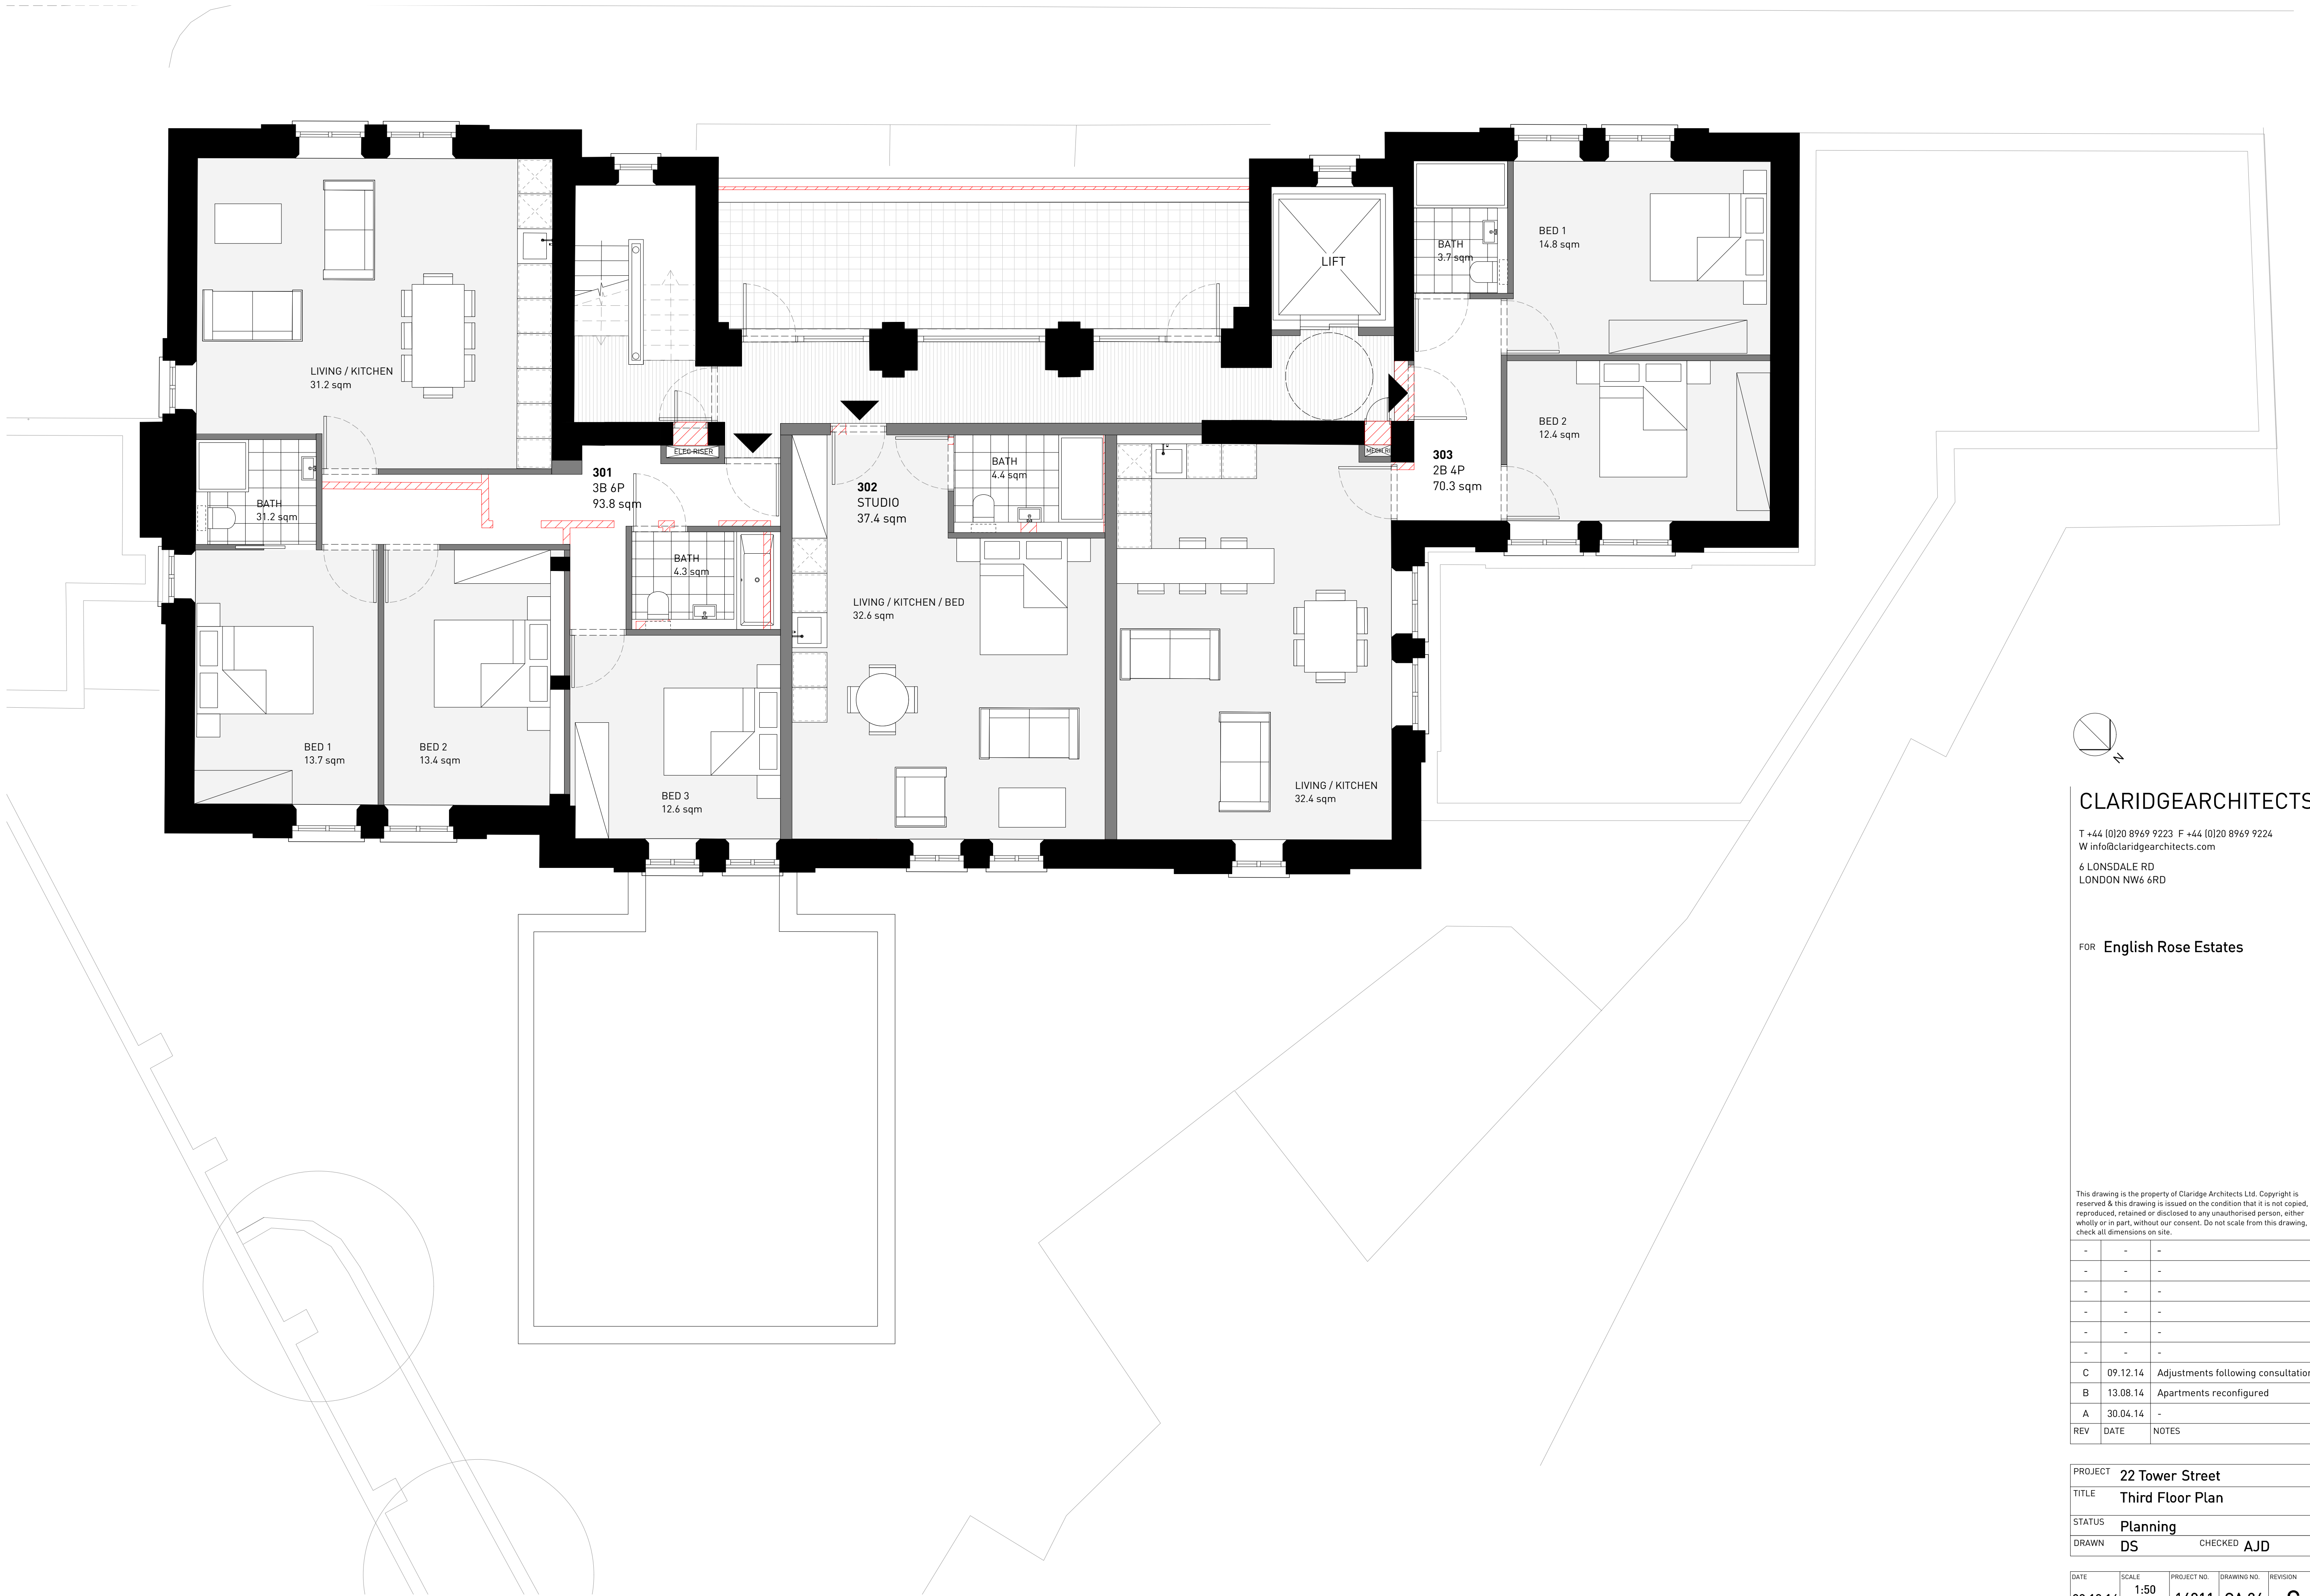 LIVING / KITCHEN
31.2 sqm
BATH
31.2 sqm
BED 1
13.7 sqm
BED 2
13.4 sqm
301
3B 6P
93.8 sqm
ELEC RISER
BATH
4.3 sqm
BED 3
12.6 sqm
302
STUDIO
37.4 sqm
BATH
4.4 sqm
LIVING / KITCHEN / BED
32.6 sqm
LIFT
LIVING / KITCHEN
32.4 sqm
303
2B 4P
70.3 sqm
BATH
3.7 sqm
BED 1
14.8 sqm
BED 2
12.4 sqm
N
CLARIDGEARCHITECTS
T +44 (0)20 8969 9223 F +44 (0)20 8969 9224
W info@claridgearchitects.com
6 LONSDALE RD
LONDON NW6 6RD
FOR English Rose Estates
This drawing is the property of Claridge Architects Ltd. Copyright is
reserved & this drawing is issued on the condition that it is not copied,
reproduced, retained or disclosed to any unauthorised person, either
wholly or in part, without our consent. Do not scale from this drawing,
check all dimensions on site.
- - -
- - -
- - -
- - -
- - -
- - -
C 09.12.14 Adjustments following consultation
B 13.08.14 Apartments reconfigured
A 30.04.14 -
REV DATE NOTES
PROJECT 22 Tower Street
TITLE Third Floor Plan
STATUS Planning
DRAWN DS CHECKED AJD
DATE SCALE PROJECT NO. DRAWING NO. REVISION
1:50